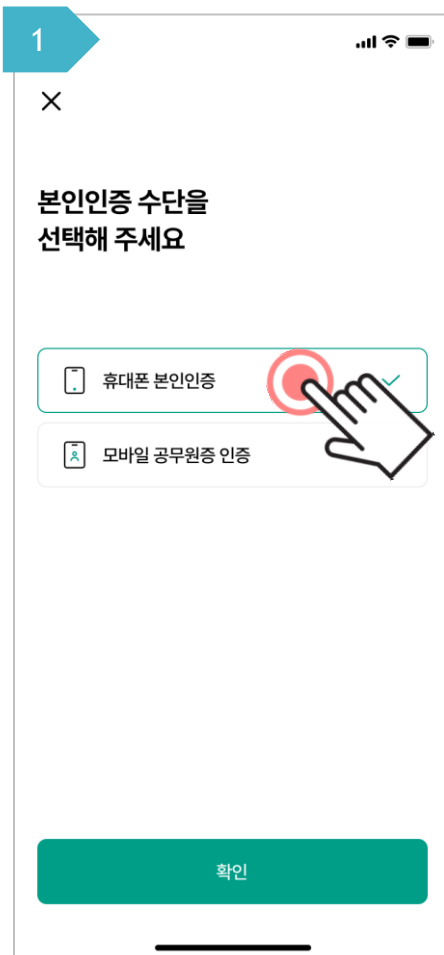 1
본인인증 수단을
선택해 주세요
휴대폰 본인인증
모바일 공무원증 인증
확인